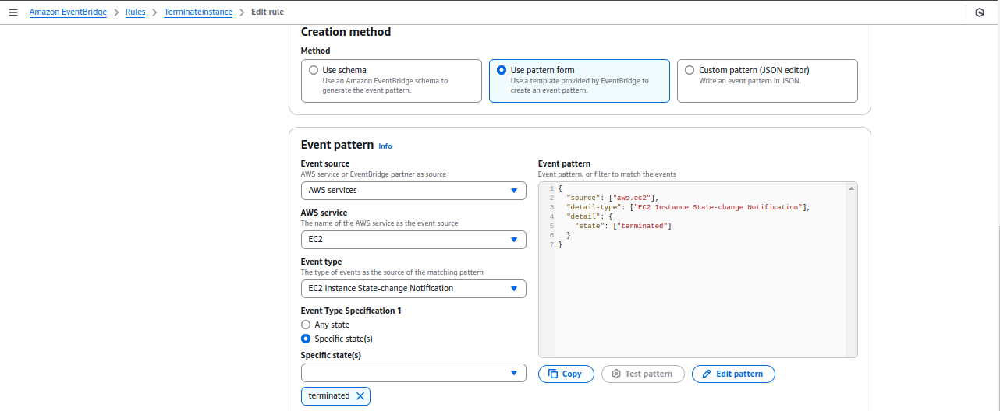 Amazon EventBridge > Rules > Terminateinstance > Edit rule
Creation method
Method
Use schema
Use an Amazon EventBridge schema to
generate the event pattern.
Use pattern form
Use a template provided by EventBridge to
create an event pattern.
Custom pattern (JSON editor)
Write an event pattern in JSON.
Event pattern Info
Event source
AWS service or EventBridge partner as source
AWS services
AWS service
The name of the AWS service as the event source
EC2
Event type
The type of events as the source of the matching pattern
EC2 Instance State-change Notification
Event Type Specification 1
Any state
Specific state(s)
Specific state(s)
terminated
Event pattern
Event pattern, or filter to match the events
1 {
2 "source": ["aws.ec2"],
3 "detail-type": ["EC2 Instance State-change Notification"],
4 "detail": {
5 "state": ["terminated"]
6 }
7 }
Copy
Test pattern
Edit pattern